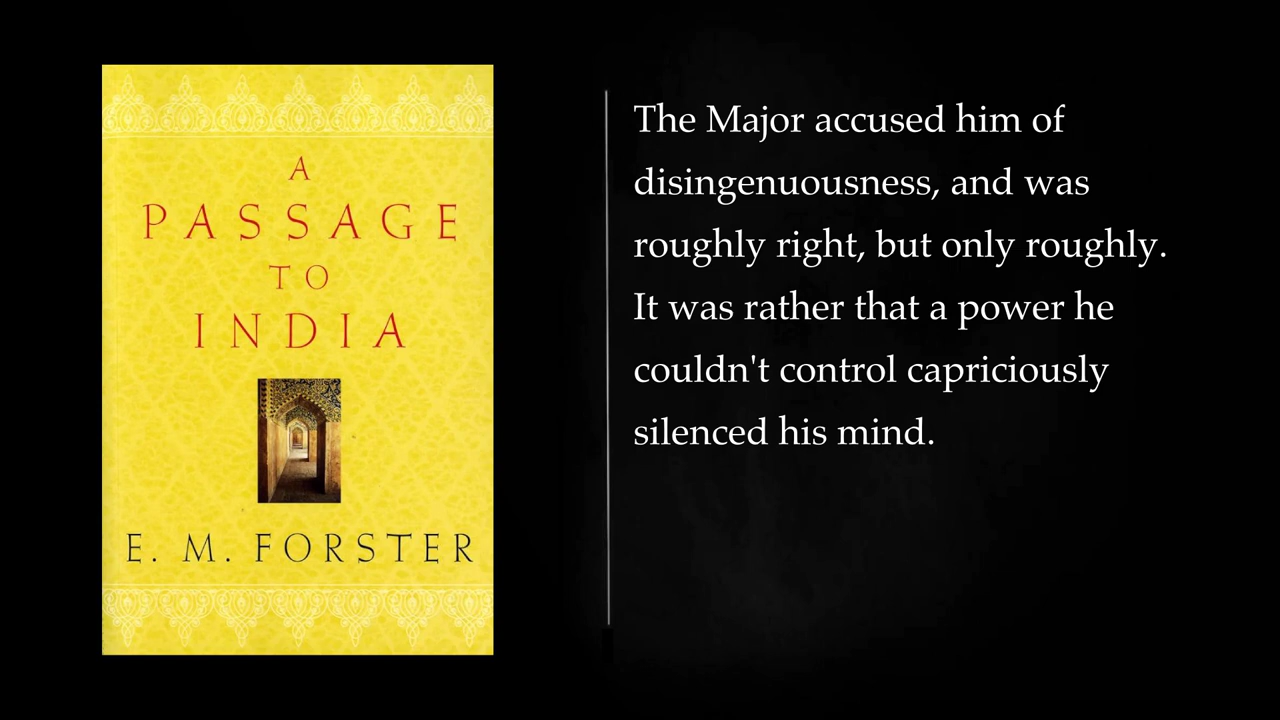 A
PASSAGE
TO
INDIA
E. M. FORSTER
The Major accused him of
disingenuousness, and was
roughly right, but only roughly.
It was rather that a power he
couldn't control capriciously
silenced his mind.